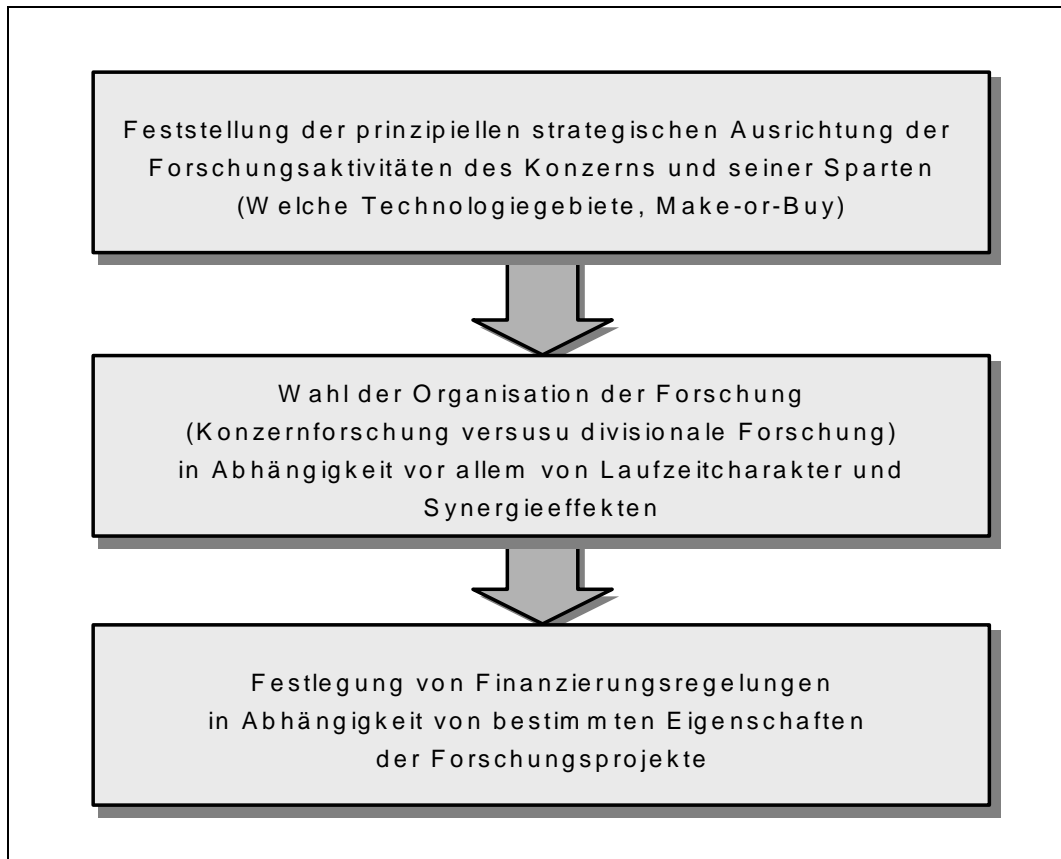 Feststellung der prinzipiellen strategischen Ausrichtung der
Forschungsaktivitäten des Konzerns und seiner Sparten
(Welche Technologiegebiete, Make-or-Buy)
Wahl der Organisation der Forschung
(Konzernforschung versusu divisionale Forschung)
in Abhängigkeit vor allem von Laufzeitcharakter und
Synergieeffekten
Festlegung von Finanzierungsregelungen
in Abhängigkeit von bestimmten Eigenschaften
der Forschungsprojekte